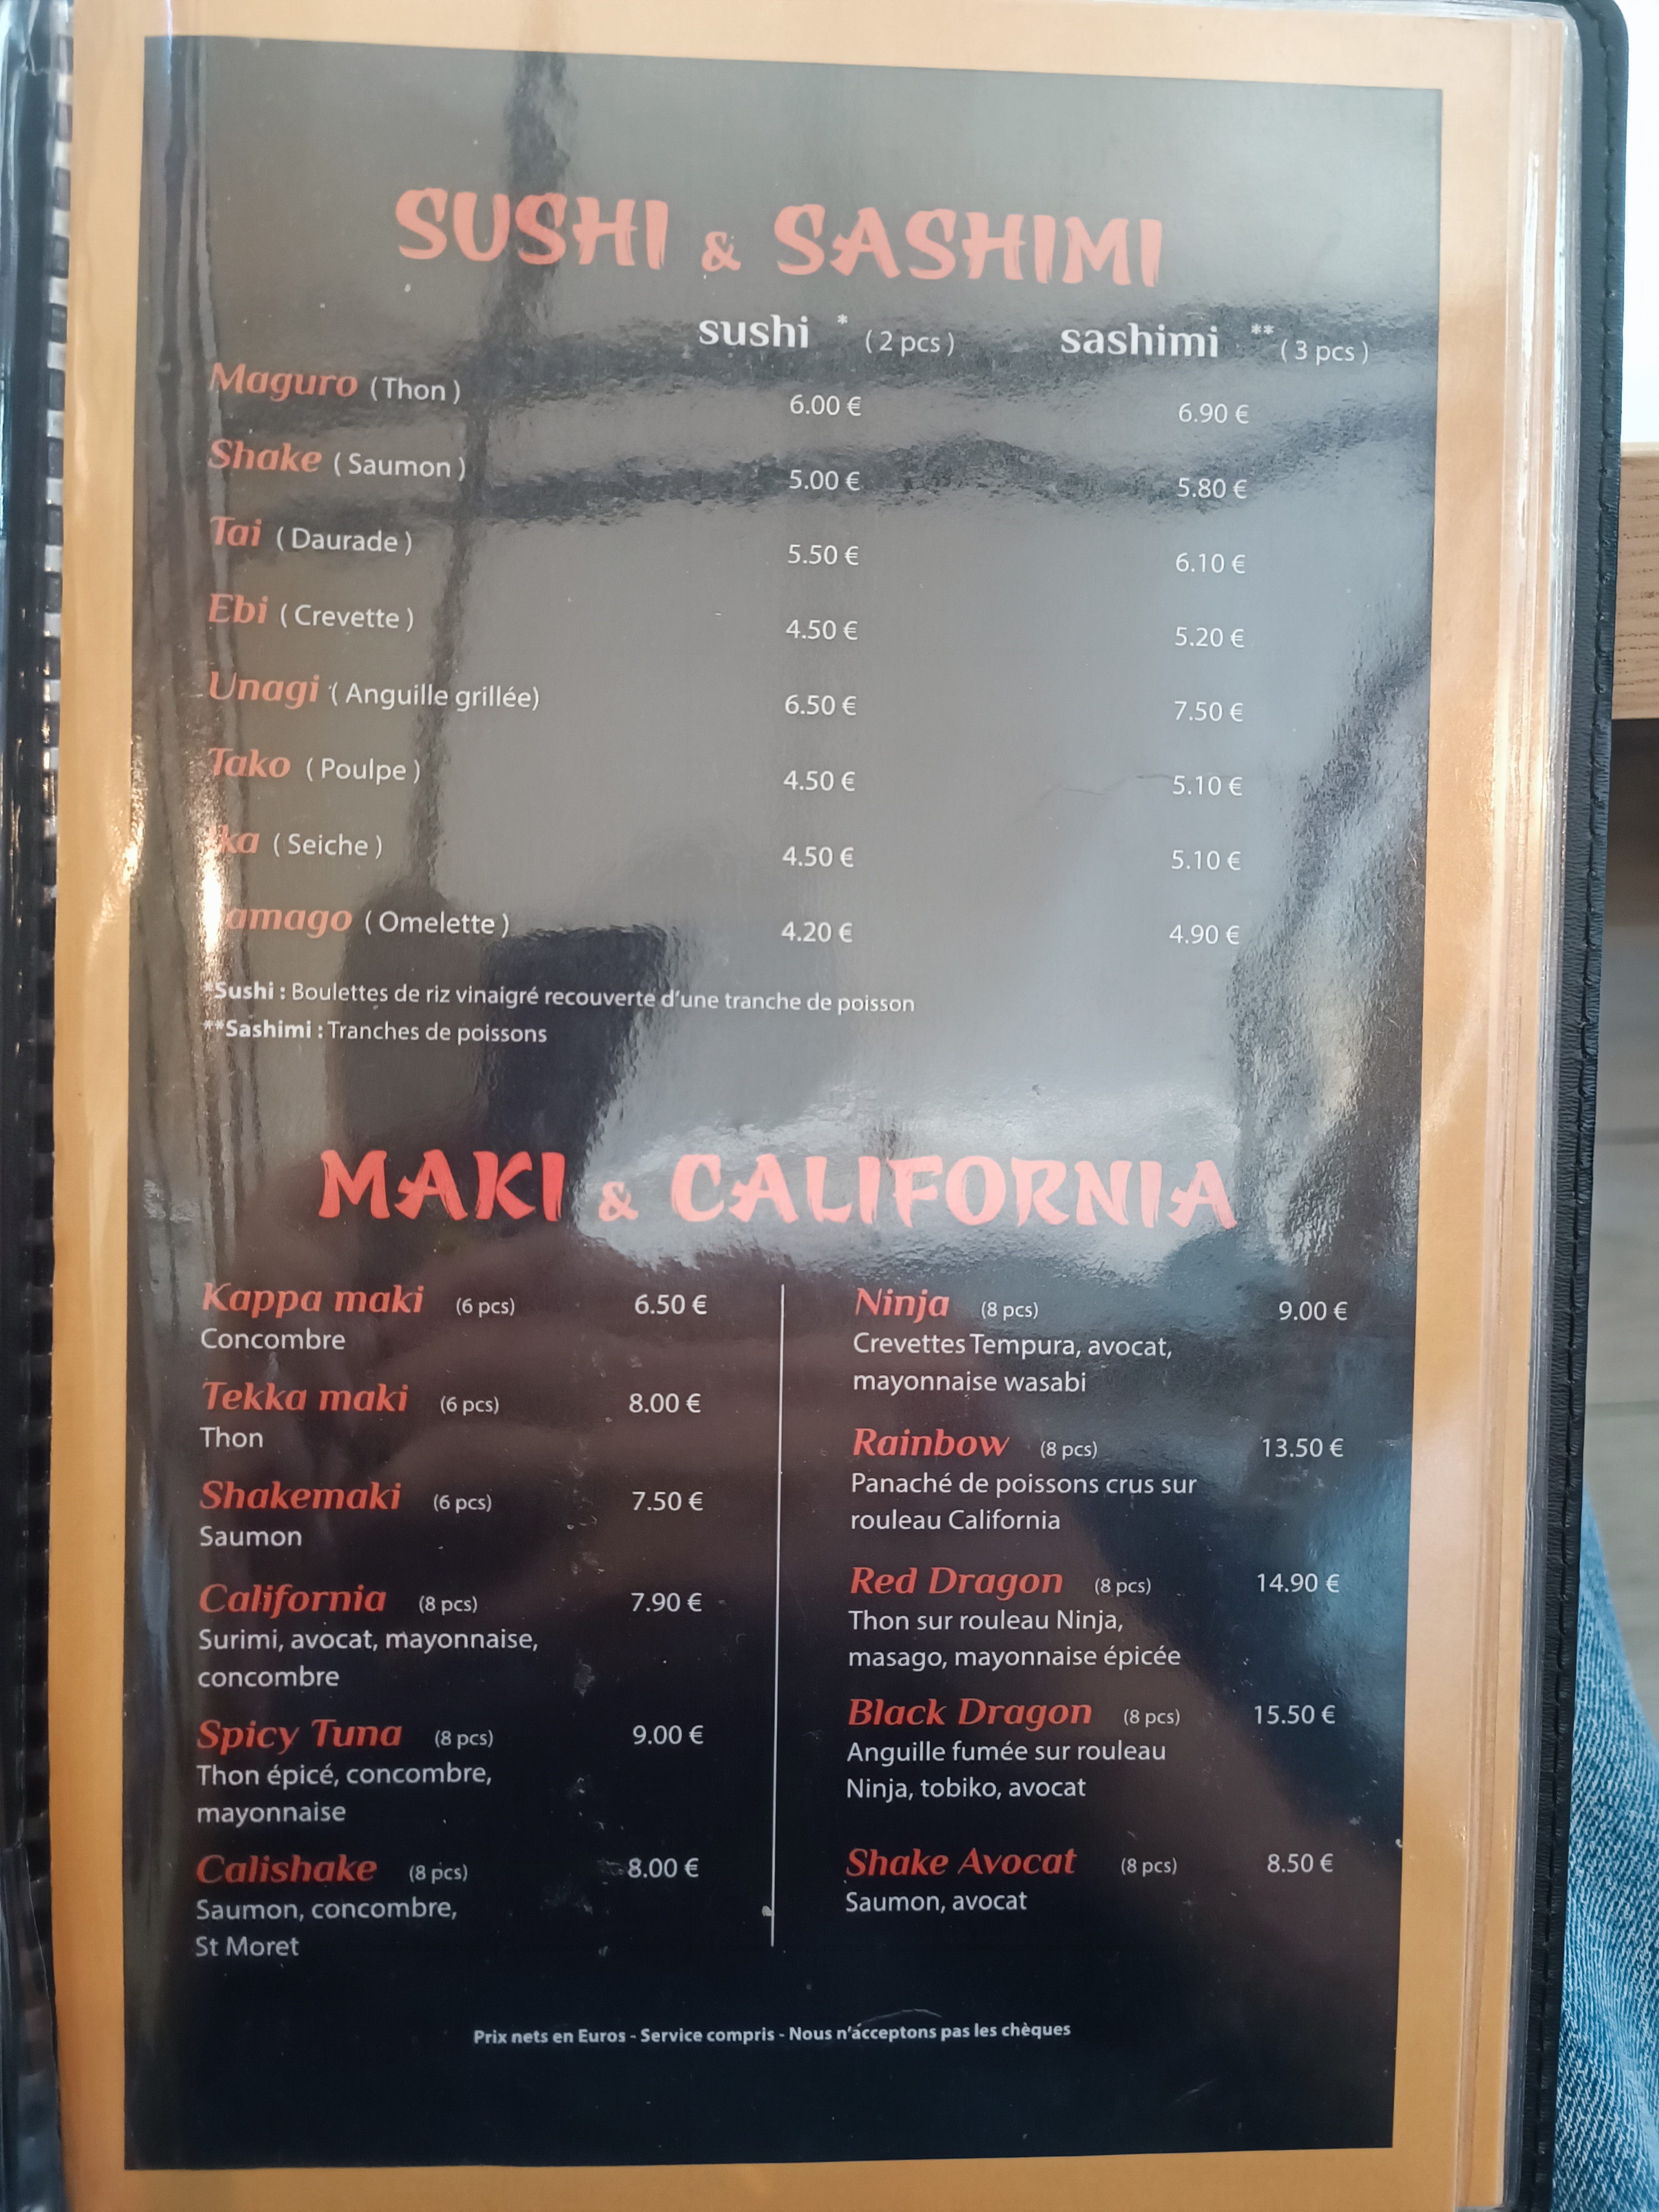 SUSHI & SASHIMI
sushi * ( 2 pcs ) sashimi ** ( 3 pcs )
Maguro ( Thon ) 6.00 € 6.90 €
Shake ( Saumon ) 5.00 € 5.80 €
Tai ( Daurade ) 5.50 € 6.10 €
Ebi ( Crevette ) 4.50 € 5.20 €
Unagi ( Anguille grillée) 6.50 € 7.50 €
Tako ( Poulpe ) 4.50 € 5.10 €
Ika ( Seiche ) 4.50 € 5.10 €
Tamago ( Omelette ) 4.20 € 4.90 €
*Sushi : Boulettes de riz vinaigré recouverte d'une tranche de poisson
**Sashimi : Tranches de poissons
MAKI & CALIFORNIA
Kappa maki (6 pcs) 6.50 €
Concombre
Tekka maki (6 pcs) 8.00 €
Thon
Shakemaki (6 pcs) 7.50 €
Saumon
California (8 pcs) 7.90 €
Surimi, avocat, mayonnaise,
concombre
Spicy Tuna (8 pcs) 9.00 €
Thon épicé, concombre,
mayonnaise
Calishake (8 pcs) 8.00 €
Saumon, concombre,
St Moret
Ninja (8 pcs) 9.00 €
Crevettes Tempura, avocat,
mayonnaise wasabi
Rainbow (8 pcs) 13.50 €
Panaché de poissons crus sur
rouleau California
Red Dragon (8 pcs) 14.90 €
Thon sur rouleau Ninja,
masago, mayonnaise épicée
Black Dragon (8 pcs) 15.50 €
Anguille fumée sur rouleau
Ninja, tobiko, avocat
Shake Avocat (8 pcs) 8.50 €
Saumon, avocat
Prix nets en Euros - Service compris - Nous n'acceptons pas les chèques